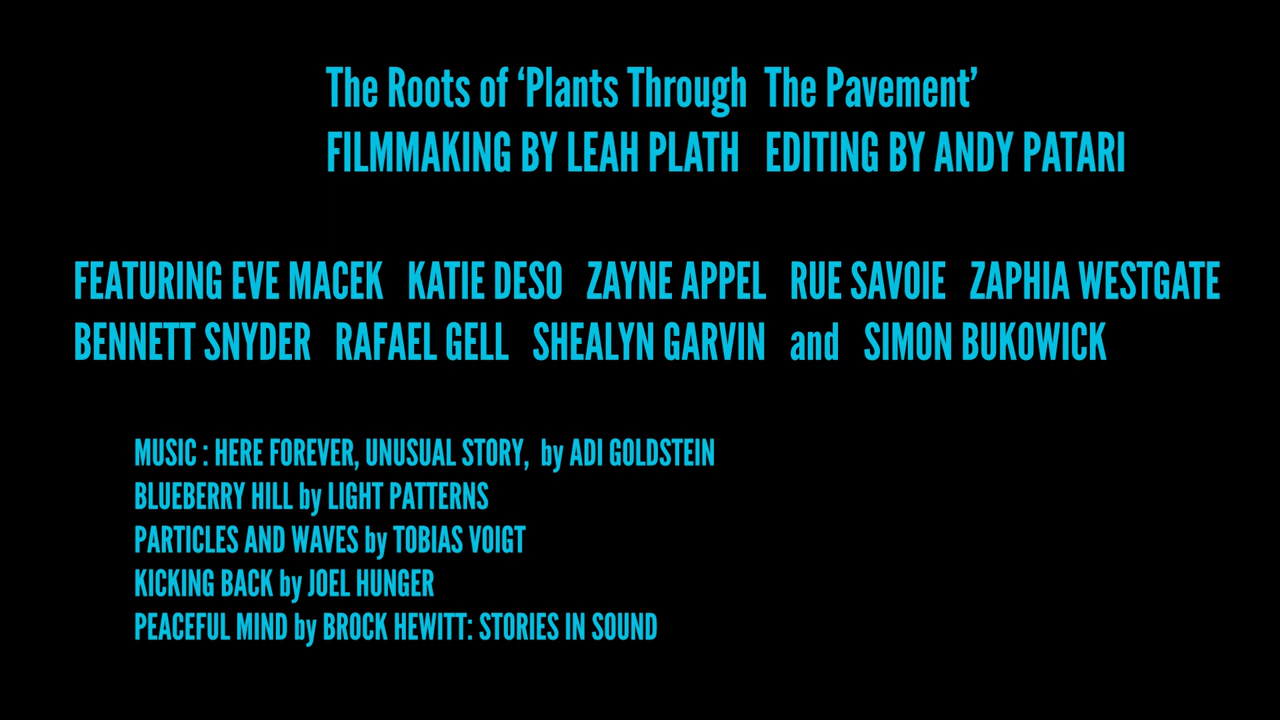 The Roots of ‘Plants Through  The Pavement’
FILMMAKING BY LEAH PLATH   EDITING BY ANDY PATARI
FEATURING EVE MACEK   KATIE DESO   ZAYNE APPEL   RUE SAVOIE   ZAPHIA WESTGATE
BENNETT SNYDER   RAFAEL GELL   SHEALYN GARVIN   and   SIMON BUKOWICK
MUSIC : HERE FOREVER, UNUSUAL STORY,  by ADI GOLDSTEIN
BLUEBERRY HILL by LIGHT PATTERNS
PARTICLES AND WAVES by TOBIAS VOIGT
KICKING BACK by JOEL HUNGER
PEACEFUL MIND by BROCK HEWITT: STORIES IN SOUND